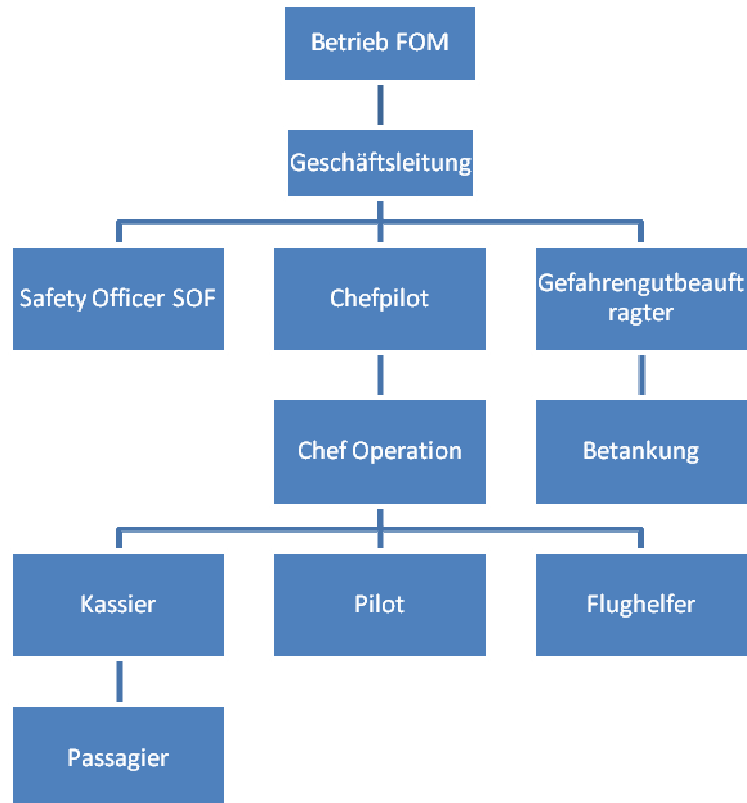 Betrieb FOM
Geschäftsleitung
Safety Officer SOF
Chefpilot
Gefahrengutbeauft
ragter
Chef Operation
Betankung
Kassier
Pilot
Flughelfer
Passagier